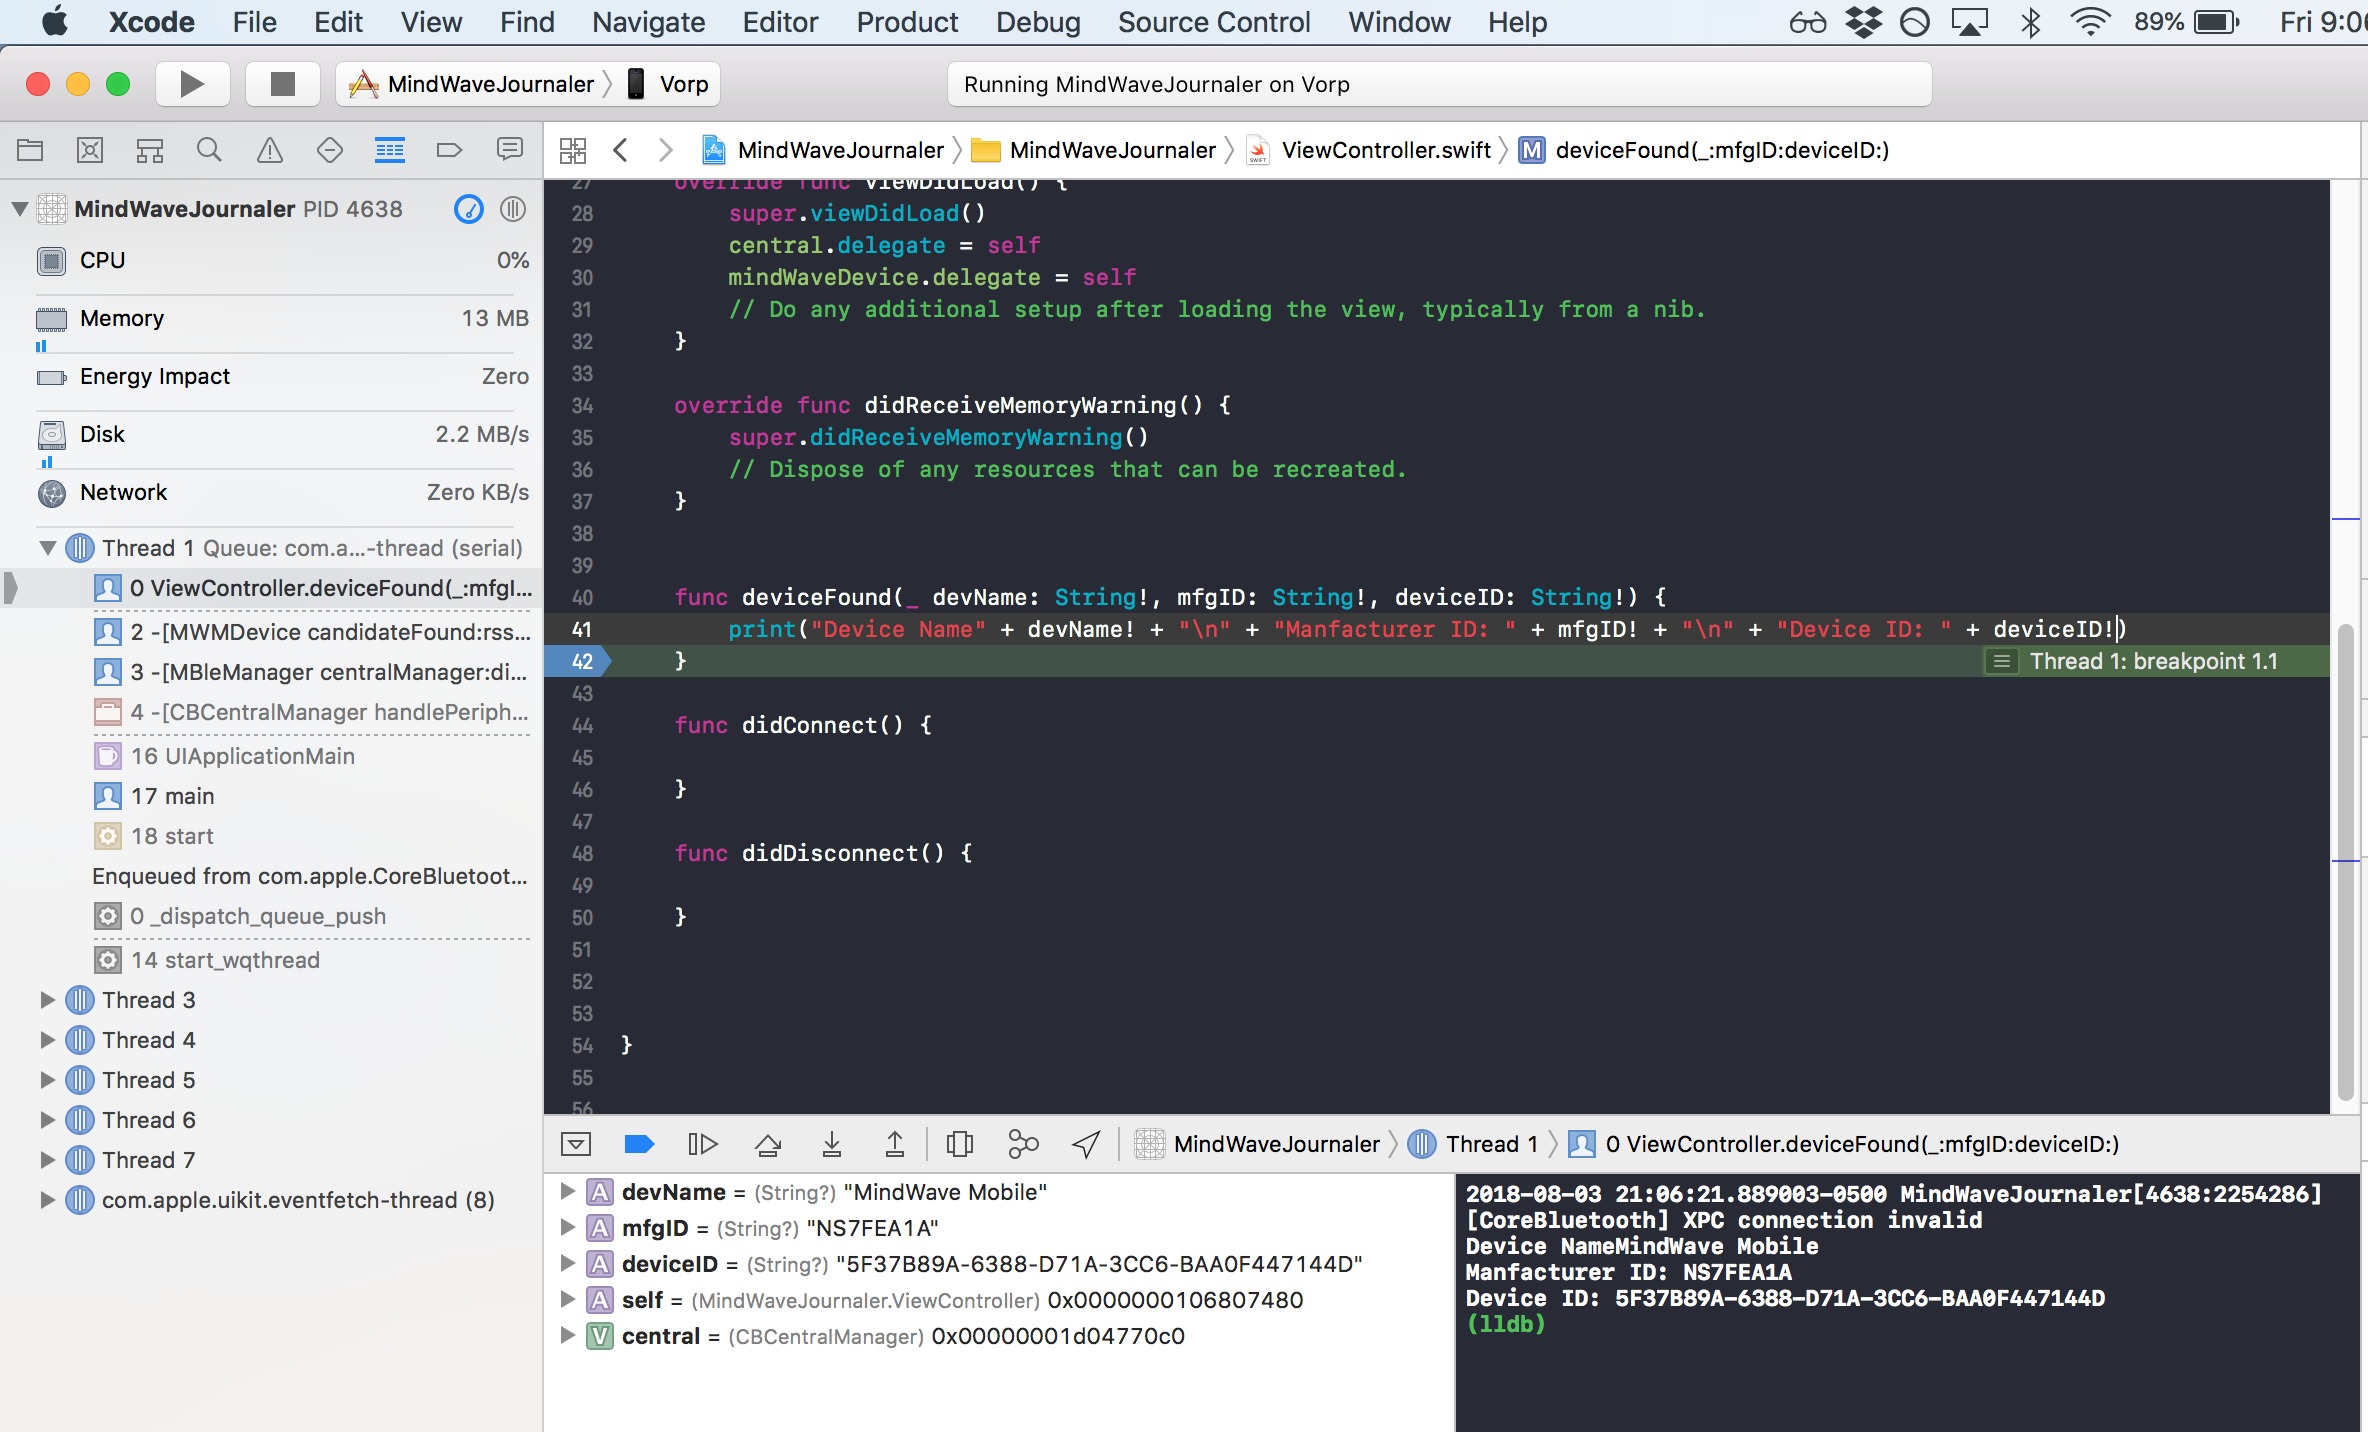 Xcode File Edit View Find Navigate Editor Product Debug Source Control Window Help 89% Fri 9:0
MindWaveJournaler Vorp Running MindWaveJournaler on Vorp
MindWaveJournaler MindWaveJournaler ViewController.swift M deviceFound(_:mfgID:deviceID:)
MindWaveJournaler PID 4638
CPU 0%
Memory 13 MB
Energy Impact Zero
Disk 2.2 MB/s
Network Zero KB/s
Thread 1 Queue: com.a...-thread (serial)
0 ViewController.deviceFound(_:mfgI...
2 -[MWMDevice candidateFound:rss...
3 -[MBleManager centralManager:di...
4 -[CBCentralManager handlePeriph...
16 UIApplicationMain
17 main
18 start
Enqueued from com.apple.CoreBluetoot...
0 _dispatch_queue_push
14 start_wqthread
Thread 3
Thread 4
Thread 5
Thread 6
Thread 7
com.apple.uikit.eventfetch-thread (8)
27 override func viewDidLoad() {
28 super.viewDidLoad()
29 central.delegate = self
30 mindWaveDevice.delegate = self
31 // Do any additional setup after loading the view, typically from a nib.
32 }
33
34 override func didReceiveMemoryWarning() {
35 super.didReceiveMemoryWarning()
36 // Dispose of any resources that can be recreated.
37 }
38
39
40 func deviceFound(_ devName: String!, mfgID: String!, deviceID: String!) {
41 print("Device Name" + devName! + "\n" + "Manfacturer ID: " + mfgID! + "\n" + "Device ID: " + deviceID!)
42 } Thread 1: breakpoint 1.1
43
44 func didConnect() {
45
46 }
47
48 func didDisconnect() {
49
50 }
51
52
53
54 }
55
56
MindWaveJournaler Thread 1 0 ViewController.deviceFound(_:mfgID:deviceID:)
A devName = (String?) "MindWave Mobile"
A mfgID = (String?) "NS7FEA1A"
A deviceID = (String?) "5F37B89A-6388-D71A-3CC6-BAA0F447144D"
A self = (MindWaveJournaler.ViewController) 0x0000000106807480
V central = (CBCentralManager) 0x00000001d04770c0
2018-08-03 21:06:21.889003-0500 MindWaveJournaler[4638:2254286]
[CoreBluetooth] XPC connection invalid
Device NameMindWave Mobile
Manfacturer ID: NS7FEA1A
Device ID: 5F37B89A-6388-D71A-3CC6-BAA0F447144D
(lldb)